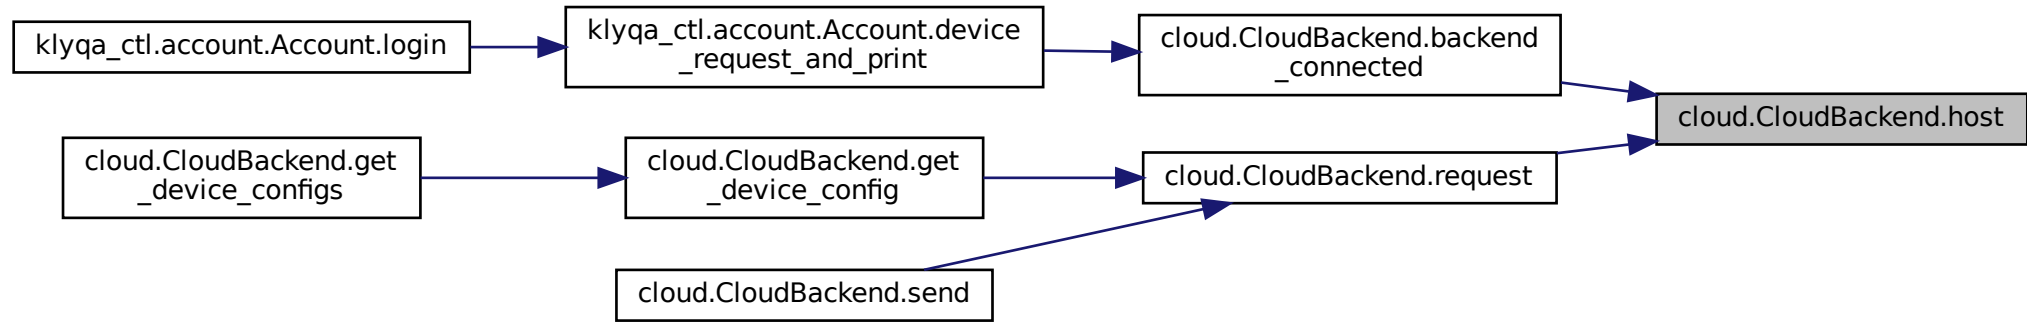 klyqa_ctl.account.Account.login
klyqa_ctl.account.Account.device
_request_and_print
cloud.CloudBackend.backend
_connected
cloud.CloudBackend.host
cloud.CloudBackend.get
_device_configs
cloud.CloudBackend.get
_device_config
cloud.CloudBackend.request
cloud.CloudBackend.send